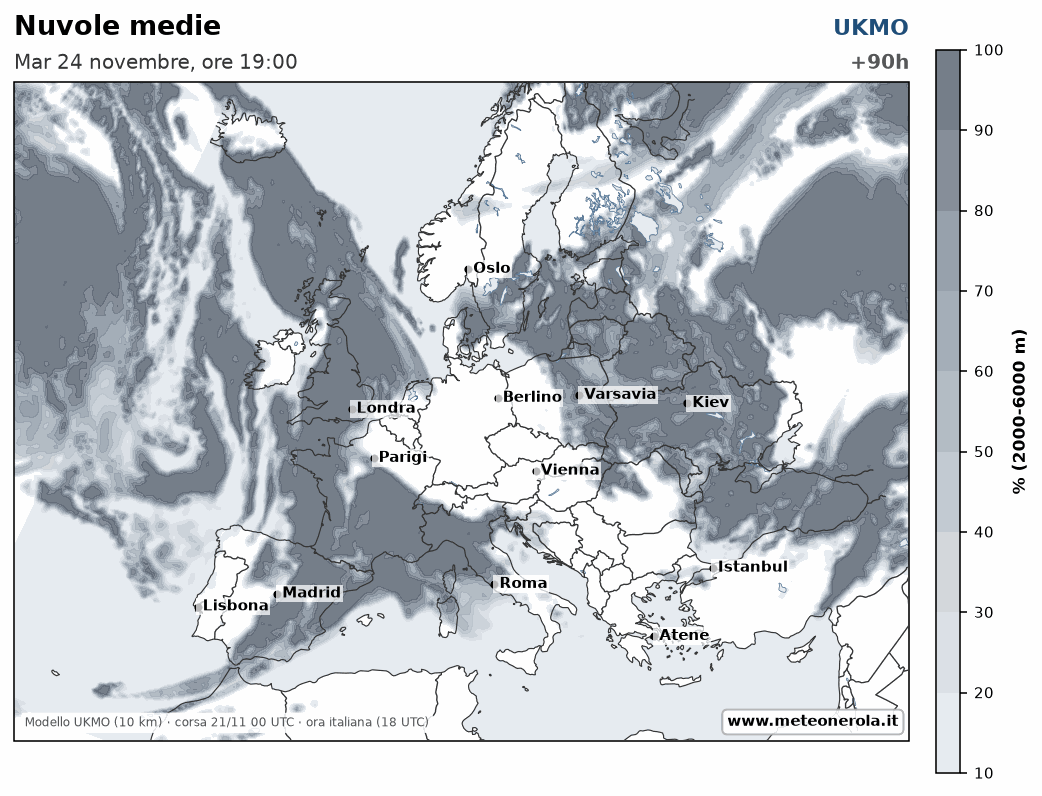 Nuvole medie
UKMO
Mar 24 novembre, ore 19:00
+90h
100
90
80
70
60
50
40
30
20
10
% (2000-6000 m)
Oslo
Londra
Berlino
Varsavia
Kiev
Parigi
Vienna
Istanbul
Roma
Madrid
Lisbona
Atene
Modello UKMO (10 km) · corsa 21/11 00 UTC · ora italiana (18 UTC)
www.meteonerola.it